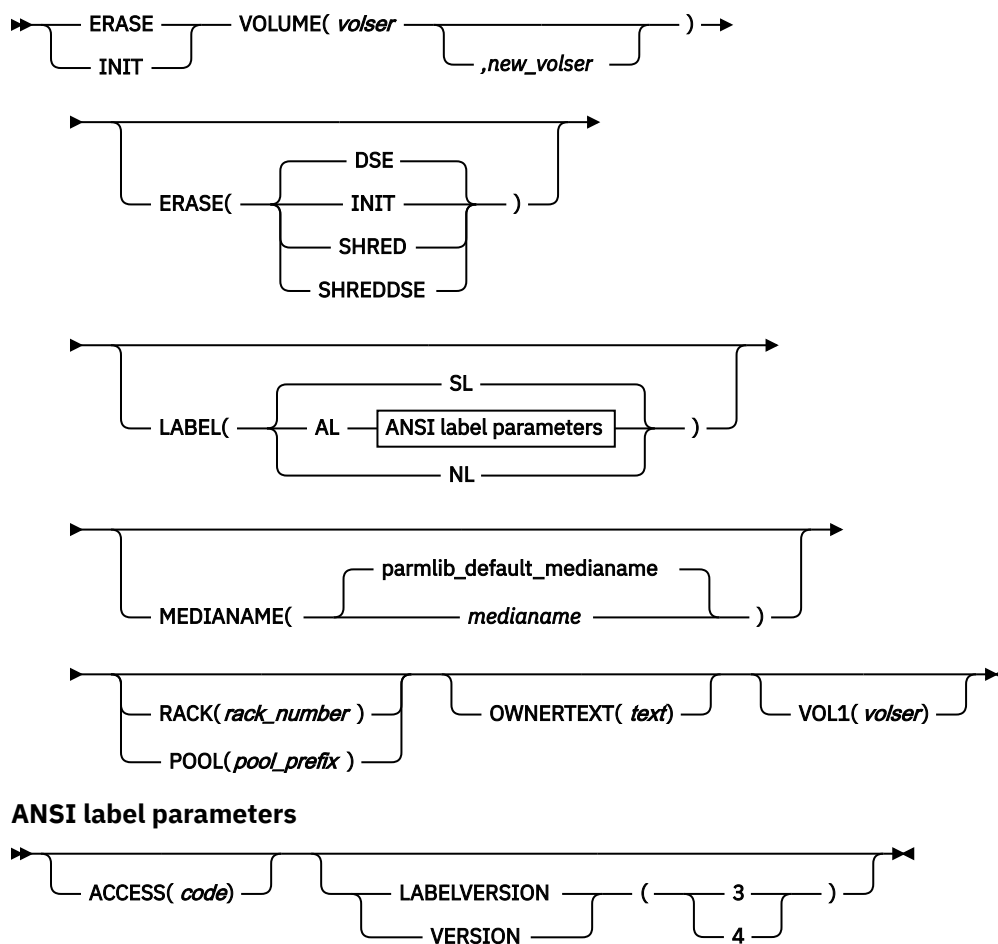 ERASE VOLUME( volser )
INIT ,new_volser
DSE
ERASE( INIT )
SHRED
SHREDDSE
SL
LABEL( AL ANSI label parameters )
NL
parmlib_default_medianame
MEDIANAME( medianame )
RACK( rack_number ) OWNERTEXT( text) VOL1( volser)
POOL( pool_prefix )
ANSI label parameters
ACCESS( code) LABELVERSION ( 3 )
VERSION 4